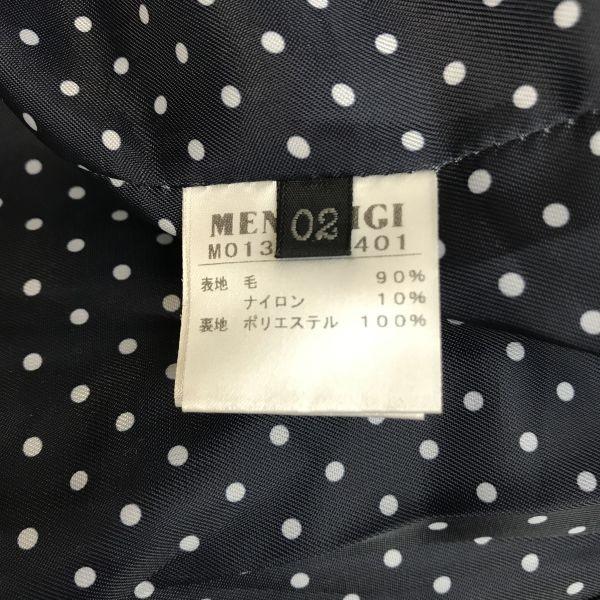 02
MEN IGI
M013 401
表地 毛 90%
ナイロン 10%
裏地 ポリエステル 100%